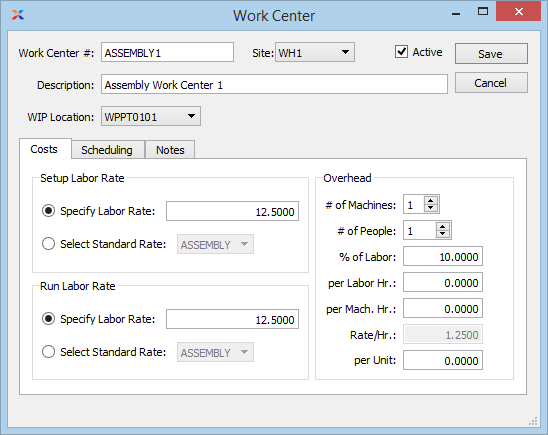 Work Center
Work Center #: ASSEMBLY1 Site: WH1 Active Save
Description: Assembly Work Center 1 Cancel
WIP Location: WPPT0101
Costs Scheduling Notes
Setup Labor Rate
Specify Labor Rate: 12.5000
Select Standard Rate: ASSEMBLY
Run Labor Rate
Specify Labor Rate: 12.5000
Select Standard Rate: ASSEMBLY
Overhead
# of Machines: 1
# of People: 1
% of Labor: 10.0000
per Labor Hr.: 0.0000
per Mach. Hr.: 0.0000
Rate/Hr.: 1.2500
per Unit: 0.0000